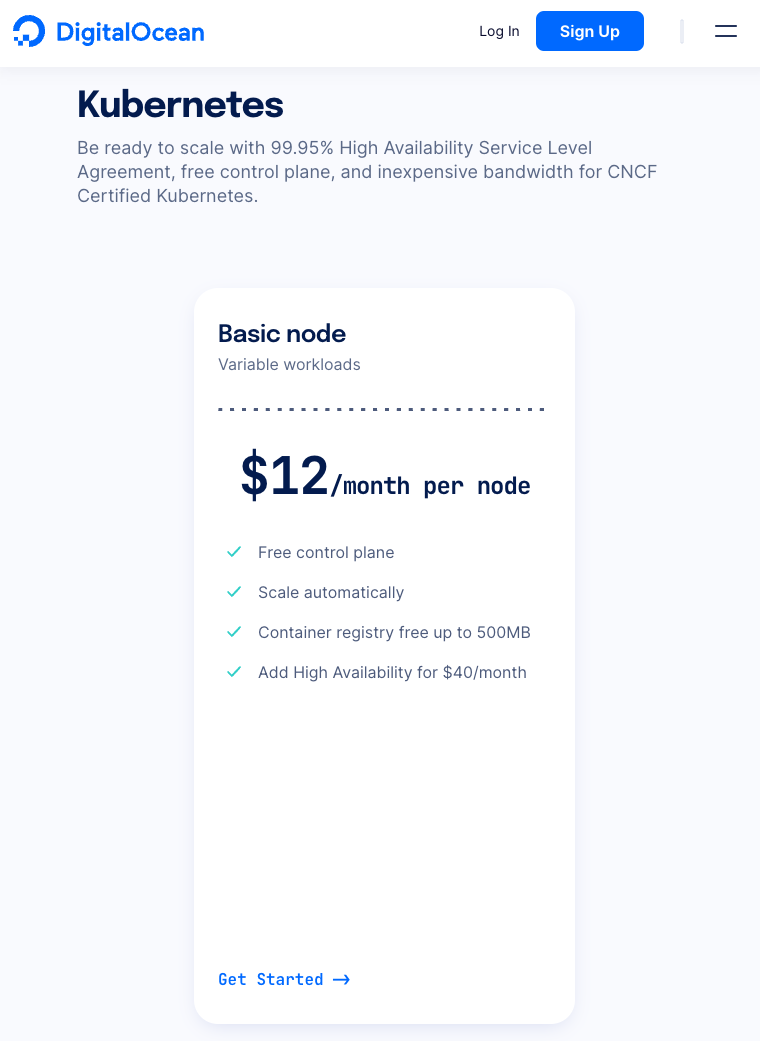 DigitalOcean
Log In
Sign Up
Kubernetes
Be ready to scale with 99.95% High Availability Service Level
Agreement, free control plane, and inexpensive bandwidth for CNCF
Certified Kubernetes.
Basic node
Variable workloads
$12/month per node
Free control plane
Scale automatically
Container registry free up to 500MB
Add High Availability for $40/month
Get Started →